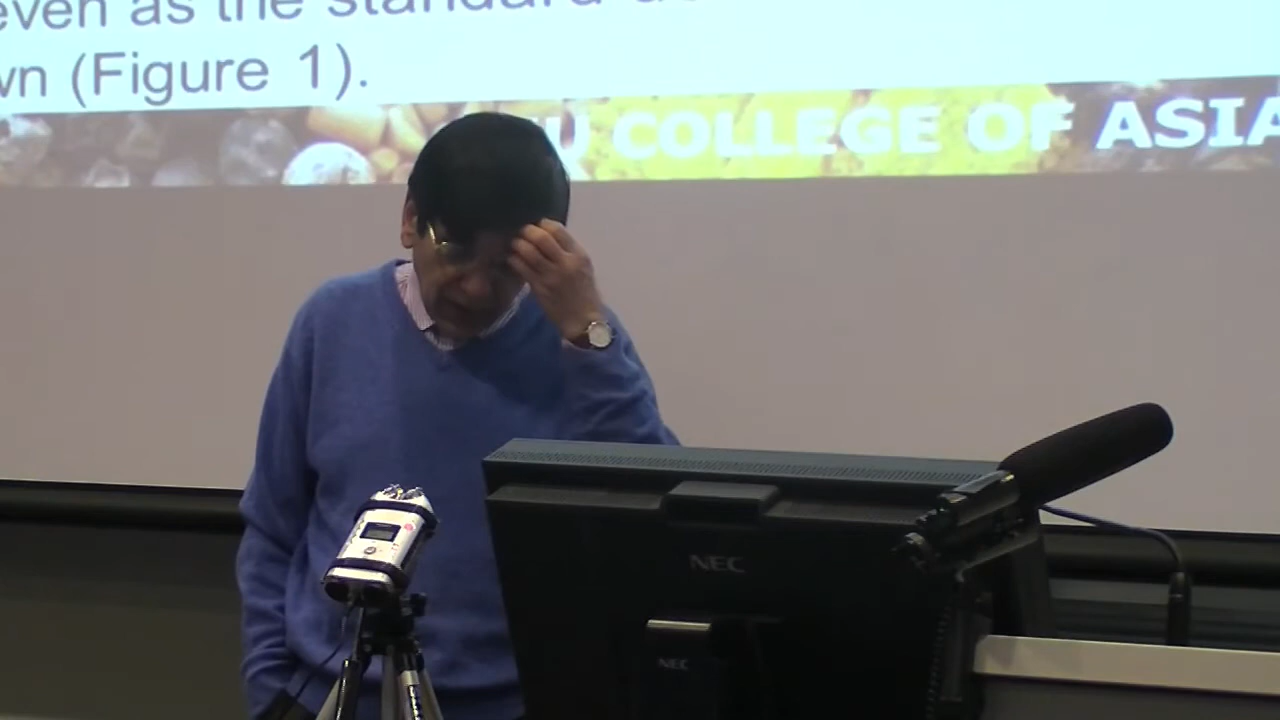 even as the standard
wn (Figure 1).
U COLLEGE OF ASIA
NEC
NEC